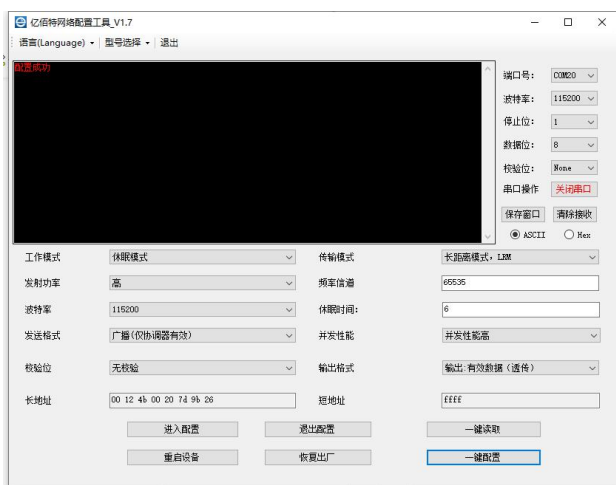 亿佰特网络配置工具_V1.7
语言(Language) 型号选择 退出
配置成功
端口号: COM20
波特率: 115200
停止位: 1
数据位: 8
校验位: None
串口操作 关闭串口
保存窗口 清除接收
ASCII Hex
工作模式 休眠模式 传输模式 长距离模式，LRM
发射功率 高 频率信道 65535
波特率 115200 休眠时间: 6
发送格式 广播(仅协调器有效) 并发性能 并发性能高
校验位 无校验 输出格式 输出:有效数据（透传）
长地址 00 12 4b 00 20 7d 9b 26 短地址 ffff
进入配置 退出配置 一键读取
重启设备 恢复出厂 一键配置